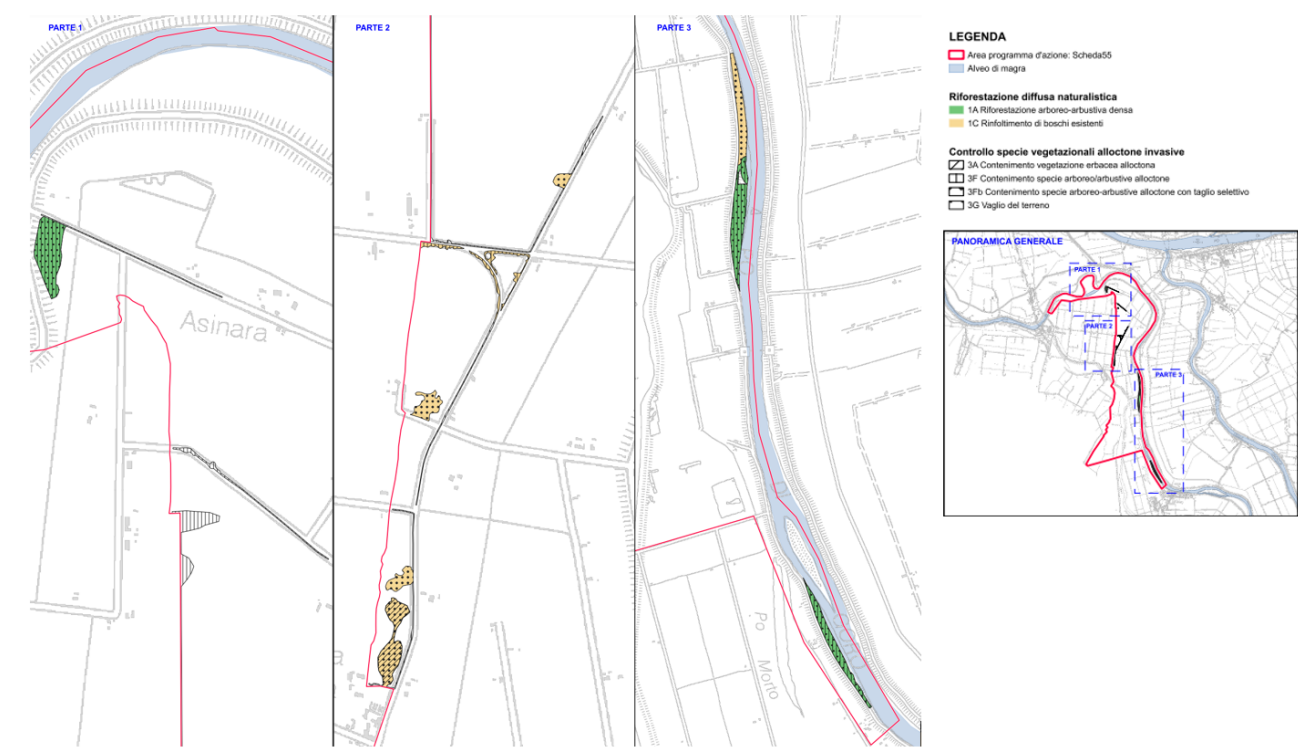 PARTE 1
PARTE 2
PARTE 3
Asinara
Po
Morto
LEGENDA
Area programma d'azione: Scheda55
Alveo di magra
Riforestazione diffusa naturalistica
1A Riforestazione arboreo-arbustiva densa
1C Rinfoltimento di boschi esistenti
Controllo specie vegetazionali alloctone invasive
3A Contenimento vegetazione erbacea alloctona
3F Contenimento specie arboreo/arbustive alloctone
3Fb Contenimento specie arboreo-arbustive alloctone con taglio selettivo
3G Vaglio del terreno
PANORAMICA GENERALE
PARTE 1
PARTE 2
PARTE 3